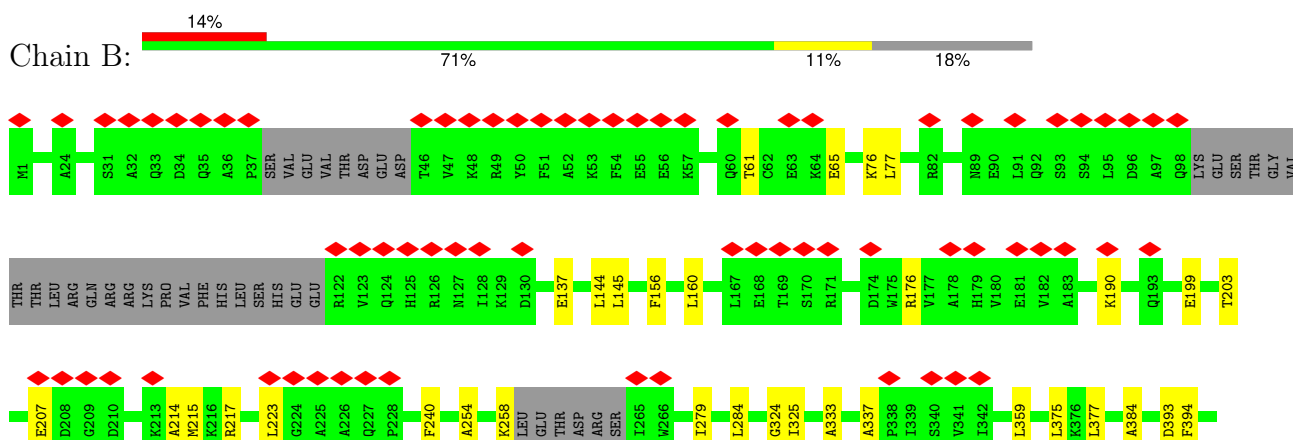 14%
Chain B:
71% 11% 18%
M1 A24 S31 A32 Q33 D34 Q35 A36 P37 SER VAL GLU VAL THR ASP GLU ASP T46 V47 K48 R49 Y50 F51 A52 K53 F54 E55 E56 K57 Q60 T61 C62 E63 K64 E65 K76 L77 R82 N89 E90 L91 Q92 S93 S94 L95 D96 A97 Q98 LYS GLU SER THR GLY VAL
THR THR LEU ARG GLN ARG ARG LYS PRO VAL PHE HIS LEU SER HIS GLU GLU R122 V123 Q124 H125 R126 N127 I128 K129 D130 E137 L144 L145 F156 L160 L167 E168 T169 S170 R171 D174 W175 R176 V177 A178 H179 V180 E181 V182 A183 K190 Q193 E199 T203
E207 D208 G209 D210 K213 A214 M215 K216 R217 L223 G224 A225 A226 Q227 P228 F240 A254 K258 LEU GLU THR ASP ARG SER I265 W266 I279 L284 G324 I325 A333 A337 P338 I339 S340 V341 I342 L359 L375 K376 L377 A384 D393 F394